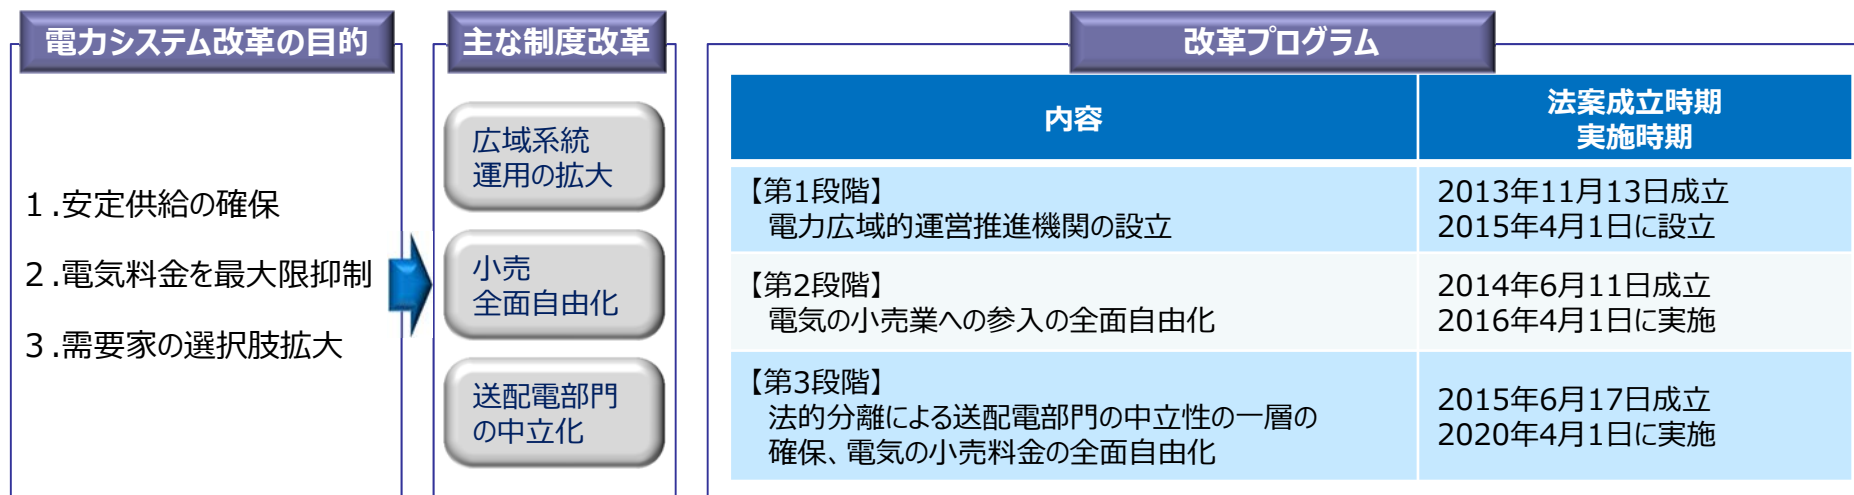 電力システム改革の目的
1.安定供給の確保
2.電気料金を最大限抑制
3.需要家の選択肢拡大
主な制度改革
広域系統
運用の拡大
小売
全面自由化
送配電部門
の中立化
改革プログラム
内容
法案成立時期
実施時期
【第1段階】
電力広域的運営推進機関の設立
2013年11月13日成立
2015年4月1日に設立
【第2段階】
電気の小売業への参入の全面自由化
2014年6月11日成立
2016年4月1日に実施
【第3段階】
法的分離による送配電部門の中立性の一層の
確保、電気の小売料金の全面自由化
2015年6月17日成立
2020年4月1日に実施